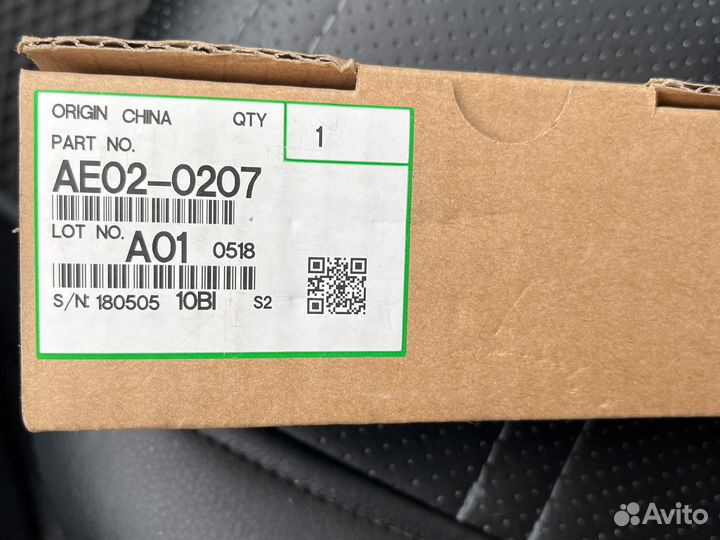 ORIGIN CHINA QTY 1
PART NO.
AE02-0207
LOT NO. A01 0518
S/N: 180505 10BI S2
Avito